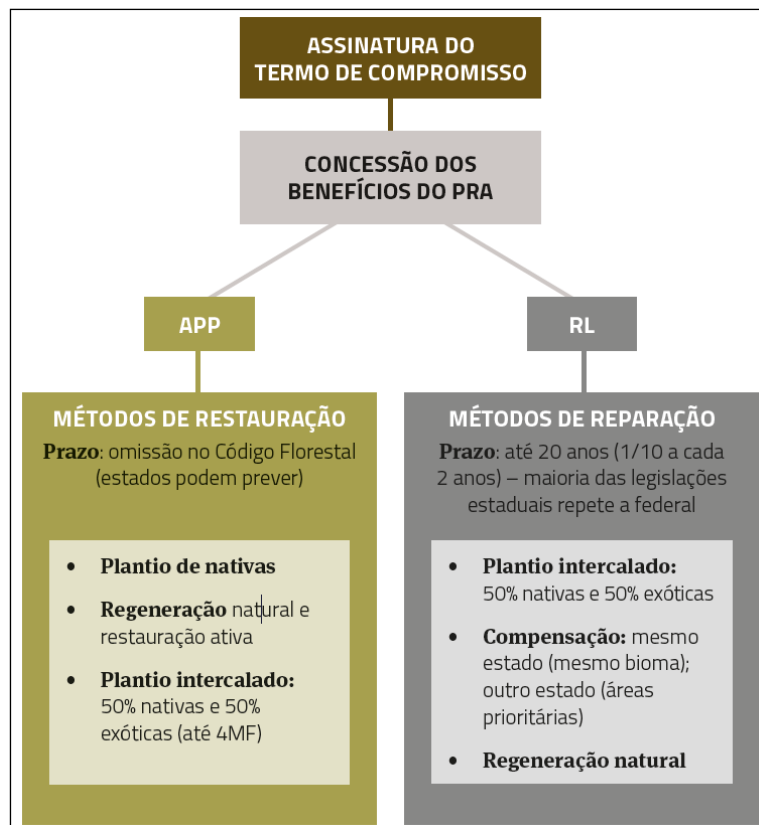 ASSINATURA DO
TERMO DE COMPROMISSO
CONCESSÃO DOS
BENEFÍCIOS DO PRA
APP
MÉTODOS DE RESTAURAÇÃO
Prazo: omissão no Código Florestal
(estados podem prever)
• Plantio de nativas
• Regeneração natural e
restauração ativa
• Plantio intercalado:
50% nativas e 50%
exóticas (até 4MF)
RL
MÉTODOS DE REPARAÇÃO
Prazo: até 20 anos (1/10 a cada
2 anos) – maioria das legislações
estaduais repete a federal
• Plantio intercalado:
50% nativas e 50% exóticas
• Compensação: mesmo
estado (mesmo bioma);
outro estado (áreas
prioritárias)
• Regeneração natural